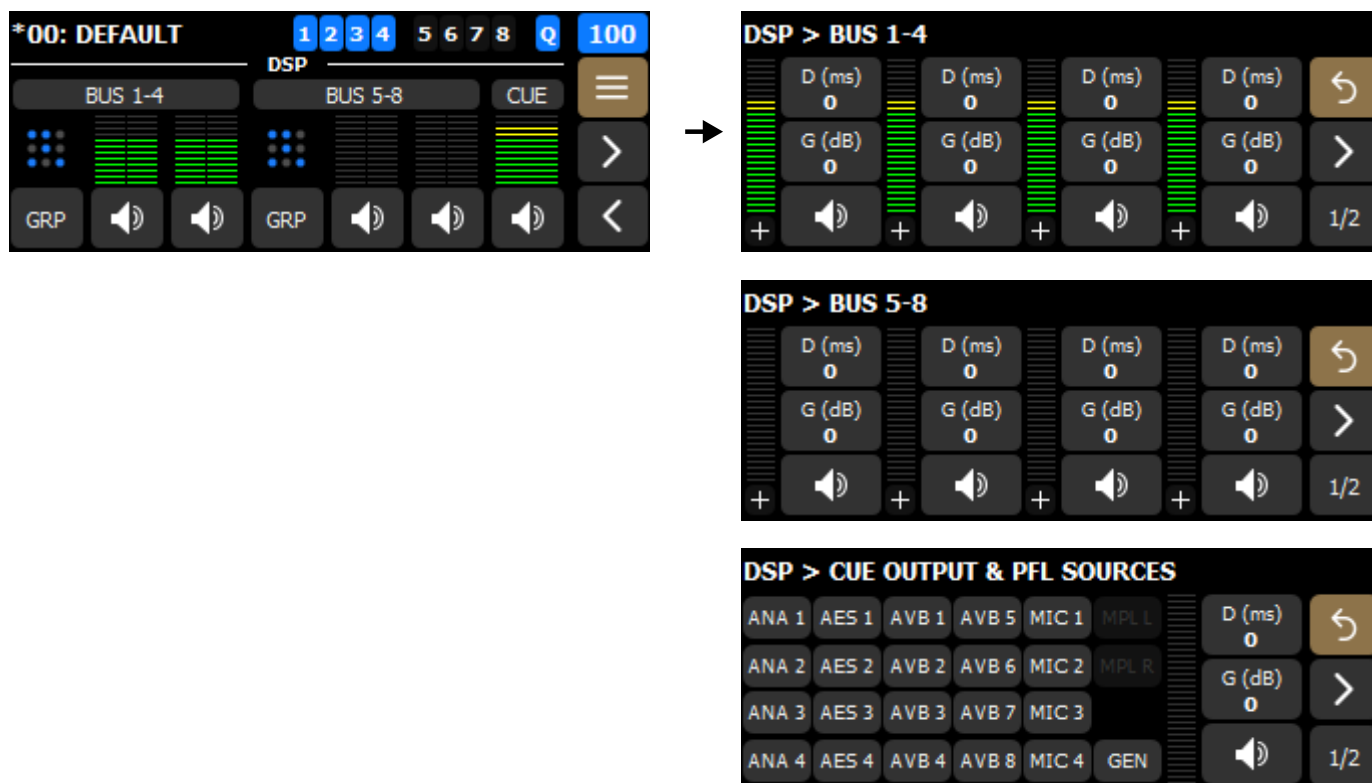 *00: DEFAULT 1 2 3 4 5 6 7 8 Q 100
DSP
BUS 1-4 BUS 5-8 CUE
GRP GRP
DSP > BUS 1-4
D (ms) D (ms) D (ms) D (ms)
0 0 0 0
G (dB) G (dB) G (dB) G (dB)
0 0 0 0
+ + + + 1/2
DSP > BUS 5-8
D (ms) D (ms) D (ms) D (ms)
0 0 0 0
G (dB) G (dB) G (dB) G (dB)
0 0 0 0
+ + + + 1/2
DSP > CUE OUTPUT & PFL SOURCES
ANA 1 AES 1 AVB 1 AVB 5 MIC 1 MPL L D (ms)
0
ANA 2 AES 2 AVB 2 AVB 6 MIC 2 MPL R G (dB)
0
ANA 3 AES 3 AVB 3 AVB 7 MIC 3
ANA 4 AES 4 AVB 4 AVB 8 MIC 4 GEN 1/2